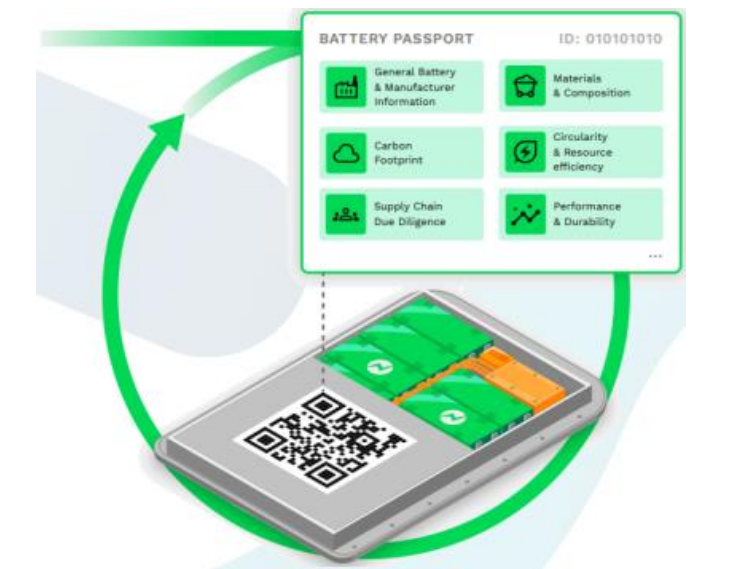 BATTERY PASSPORT
ID: 010101010
General Battery
& Manufacturer
Information
Materials
& Composition
Carbon
Footprint
Circularity
& Resource
efficiency
Supply Chain
Due Diligence
Performance
& Durability
...